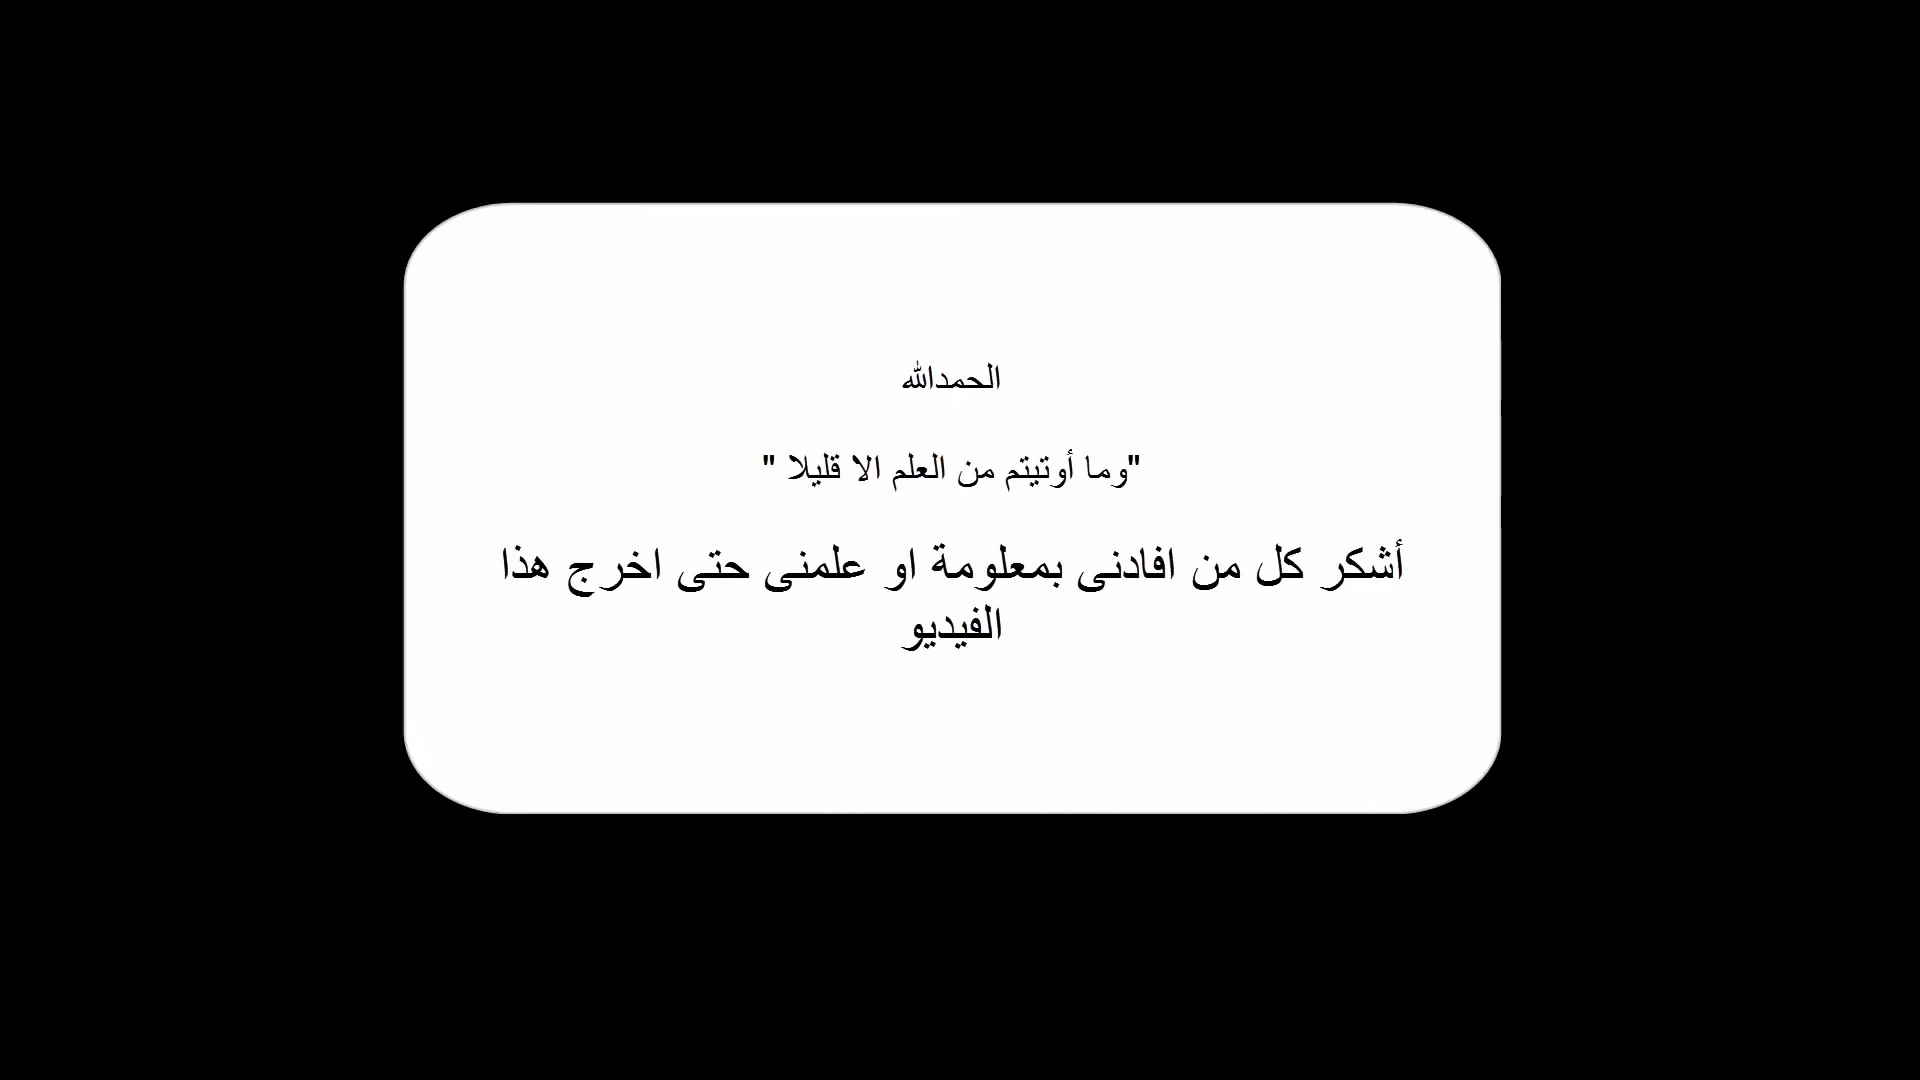 الحمدالله
"وما أوتيتم من العلم الا قليلا "
أشكر كل من افادنى بمعلومة او علمنى حتى اخرج هذا
الفيديو